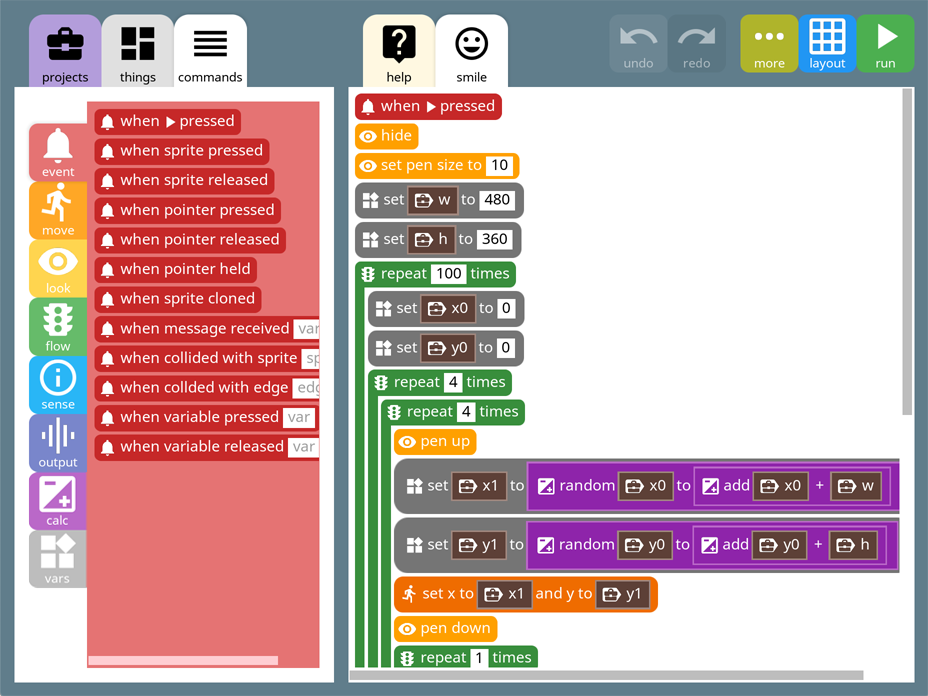 projects
things
commands
help
smile
undo
redo
more
layout
run
event
move
look
flow
sense
output
calc
vars
when pressed
when sprite pressed
when sprite released
when pointer pressed
when pointer released
when pointer held
when sprite cloned
when message received var
when collided with sprite sp
when collded with edge edg
when variable pressed var
when variable released var
when pressed
hide
set pen size to 10
set w to 480
set h to 360
repeat 100 times
set x0 to 0
set y0 to 0
repeat 4 times
repeat 4 times
pen up
set x1 to random x0 to add x0 + w
set y1 to random y0 to add y0 + h
set x to x1 and y to y1
pen down
repeat 1 times